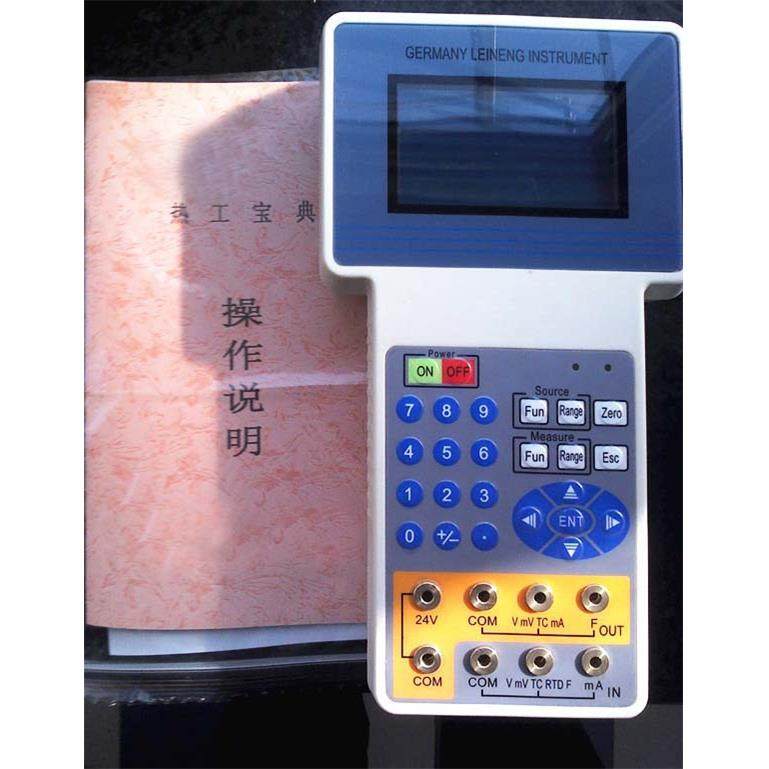 热工宝典
操作说明
GERMANY LEINENG INSTRUMENT
Power
ON OFF
7 8 9
4 5 6
1 2 3
0 +/− ·
Source
Fun Range Zero
Measure
Fun Range Esc
ENT
24V COM V mV TC mA F OUT
COM COM V mV TC RTD F mA IN